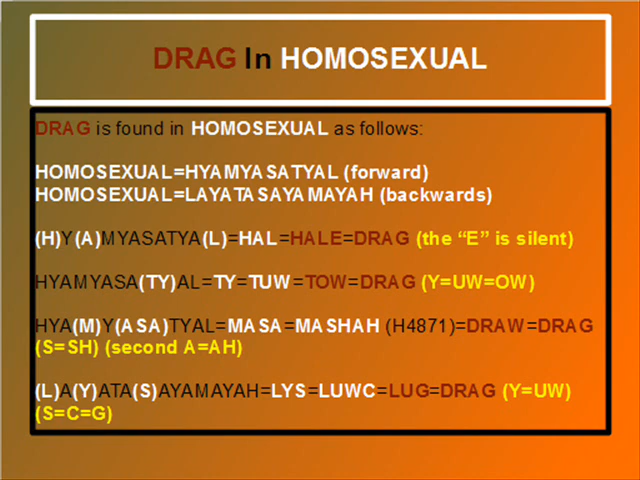 DRAG In HOMOSEXUAL
DRAG is found in HOMOSEXUAL as follows:
HOMOSEXUAL=HYAMYASATYAL (forward)
HOMOSEXUAL=LAYATASAYAMAYAH (backwards)
(H)Y(A)MYASATYA(L)=HAL=HALE=DRAG (the “E” is silent)
HYAMYASA(TY)AL=TY=TUW=TOW=DRAG (Y=UW=OW)
HYA(M)Y(ASA)TYAL=MASA=MASHAH (H4871)=DRAW=DRAG
(S=SH) (second A=AH)
(L)A(Y)ATA(S)AYAMAYAH=LYS=LUWC=LUG=DRAG (Y=UW)
(S=C=G)